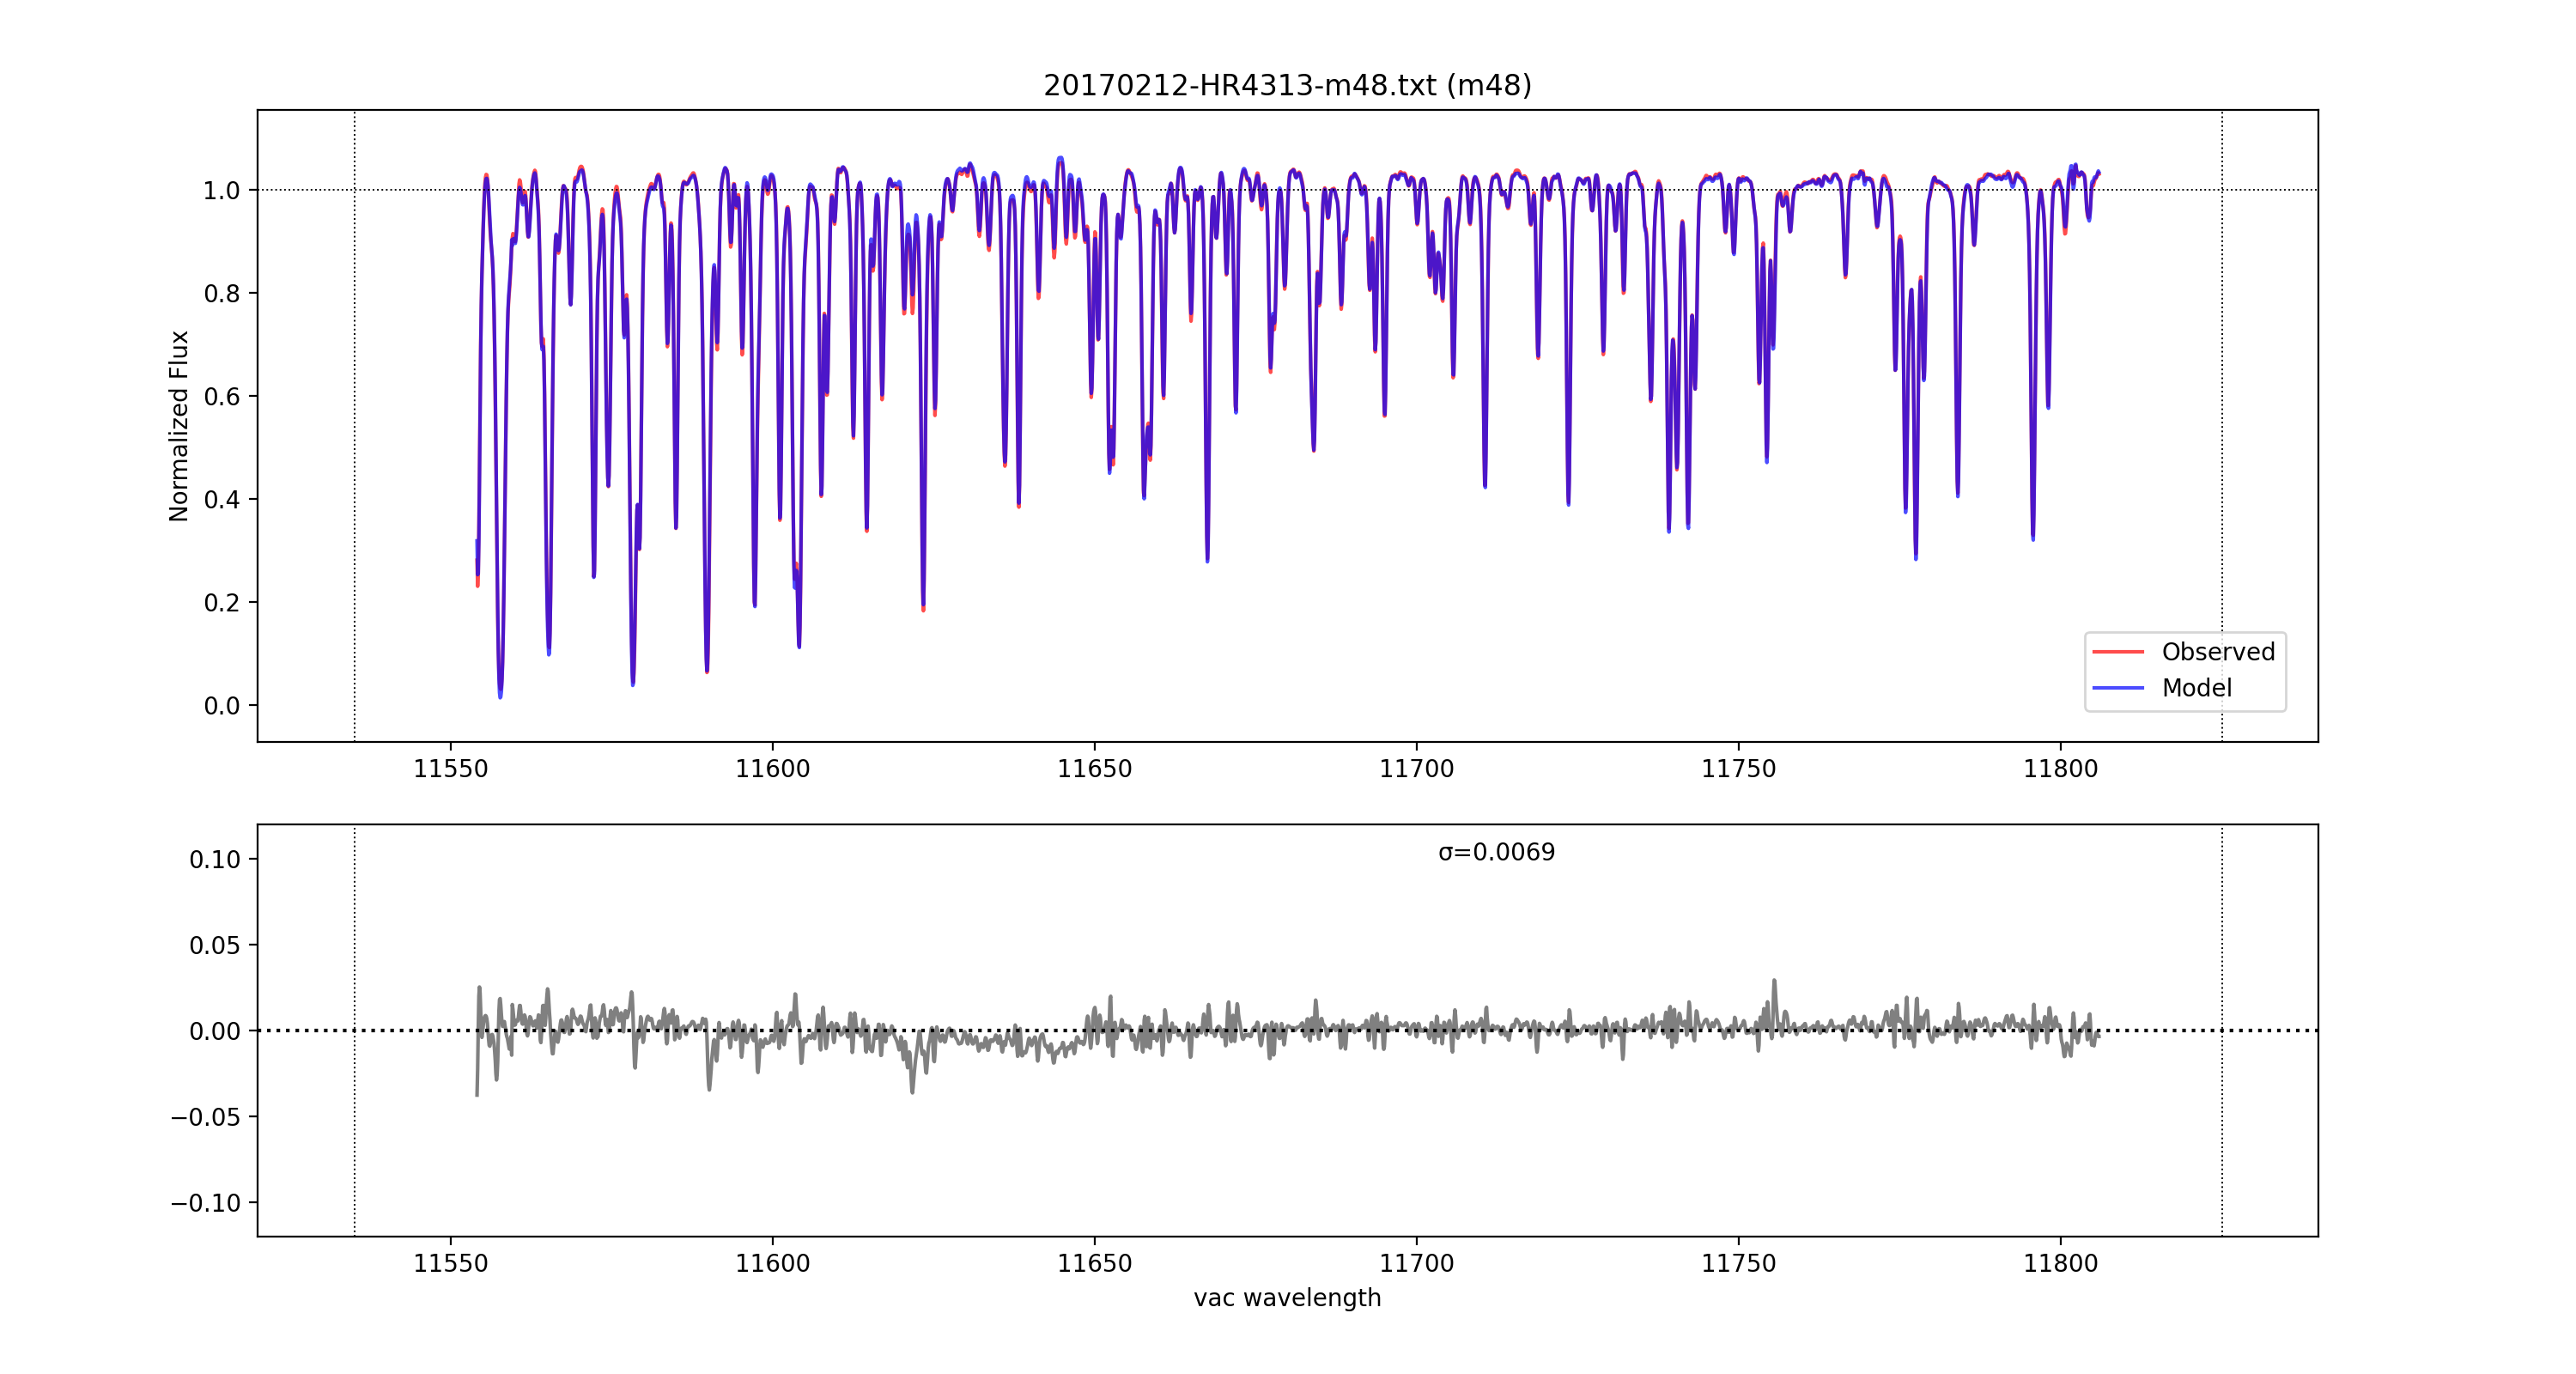 20170212-HR4313-m48.txt (m48)
Normalized Flux
1.0
0.8
0.6
0.4
0.2
0.0
Observed
Model
11550 11600 11650 11700 11750 11800
σ=0.0069
0.10
0.05
0.00
−0.05
−0.10
11550 11600 11650 11700 11750 11800
vac wavelength